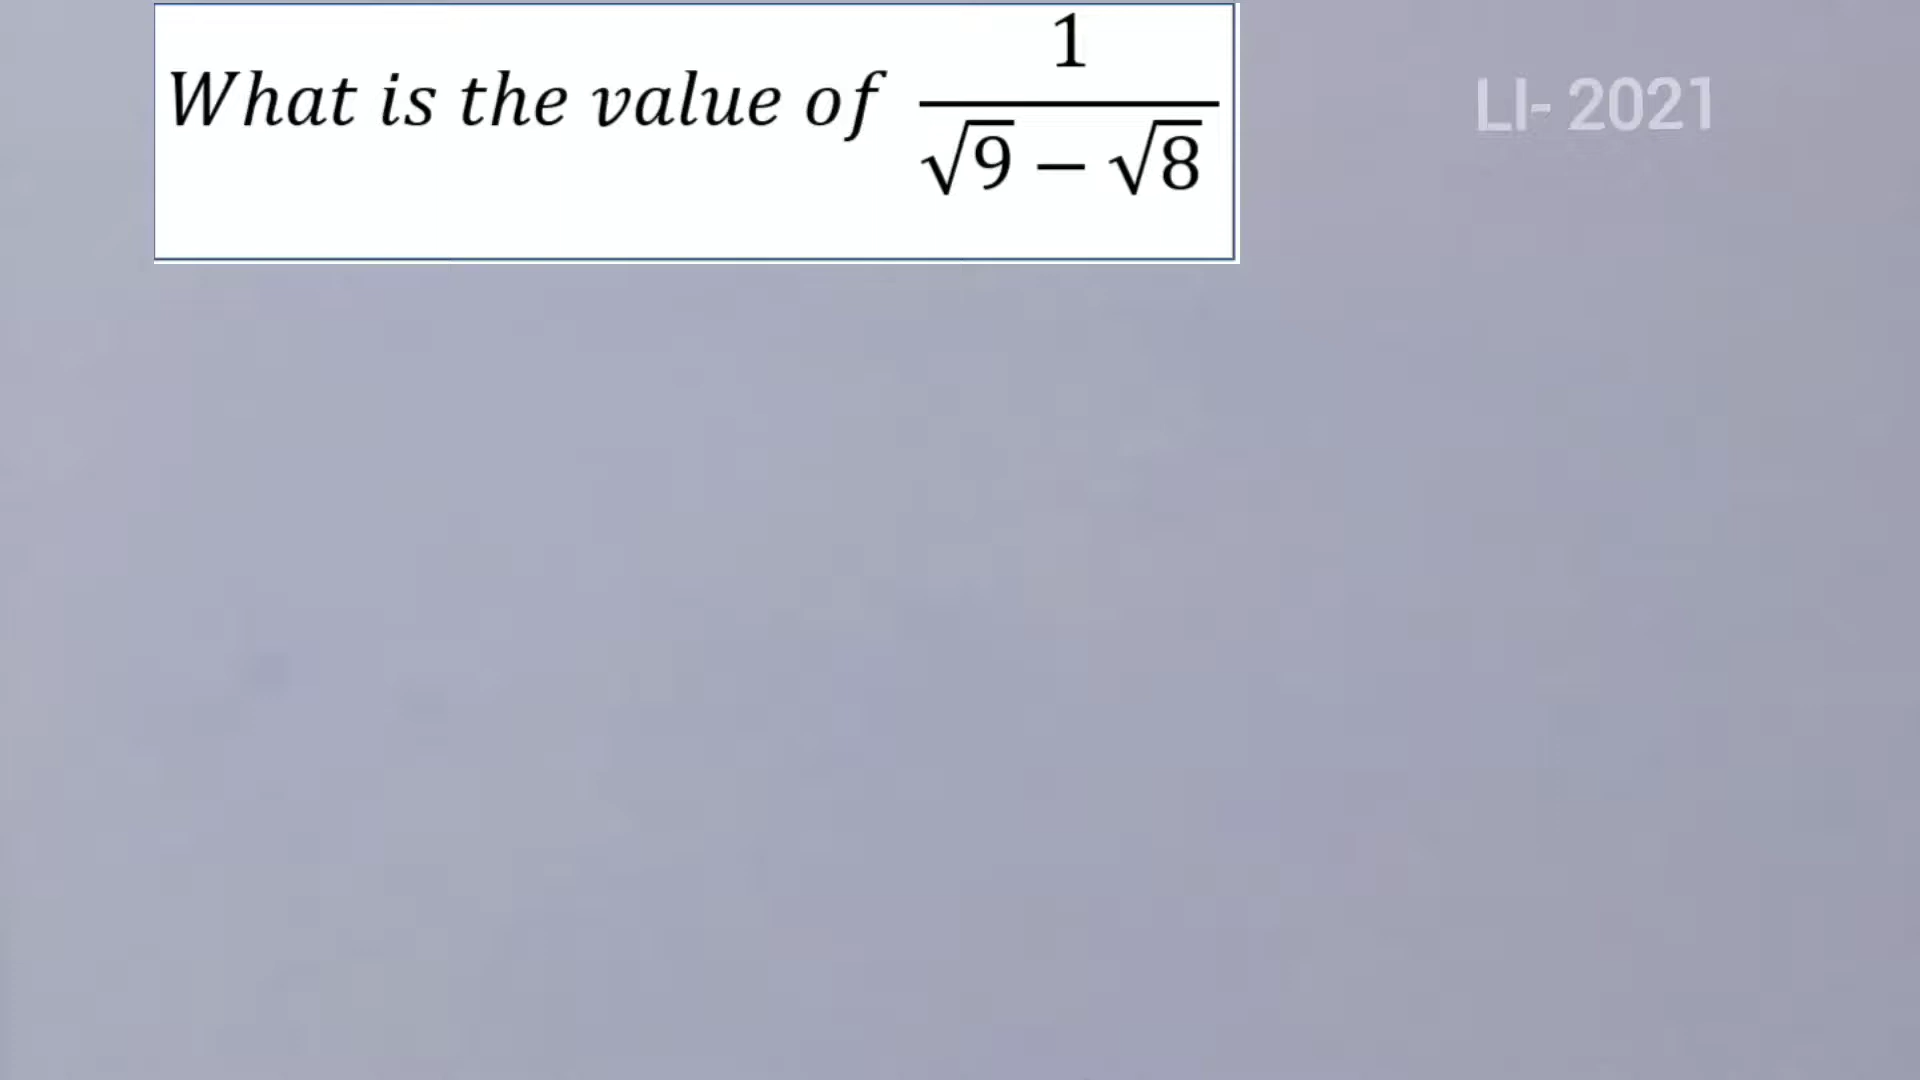 What is the value of 1/(√9 − √8)
LI- 2021